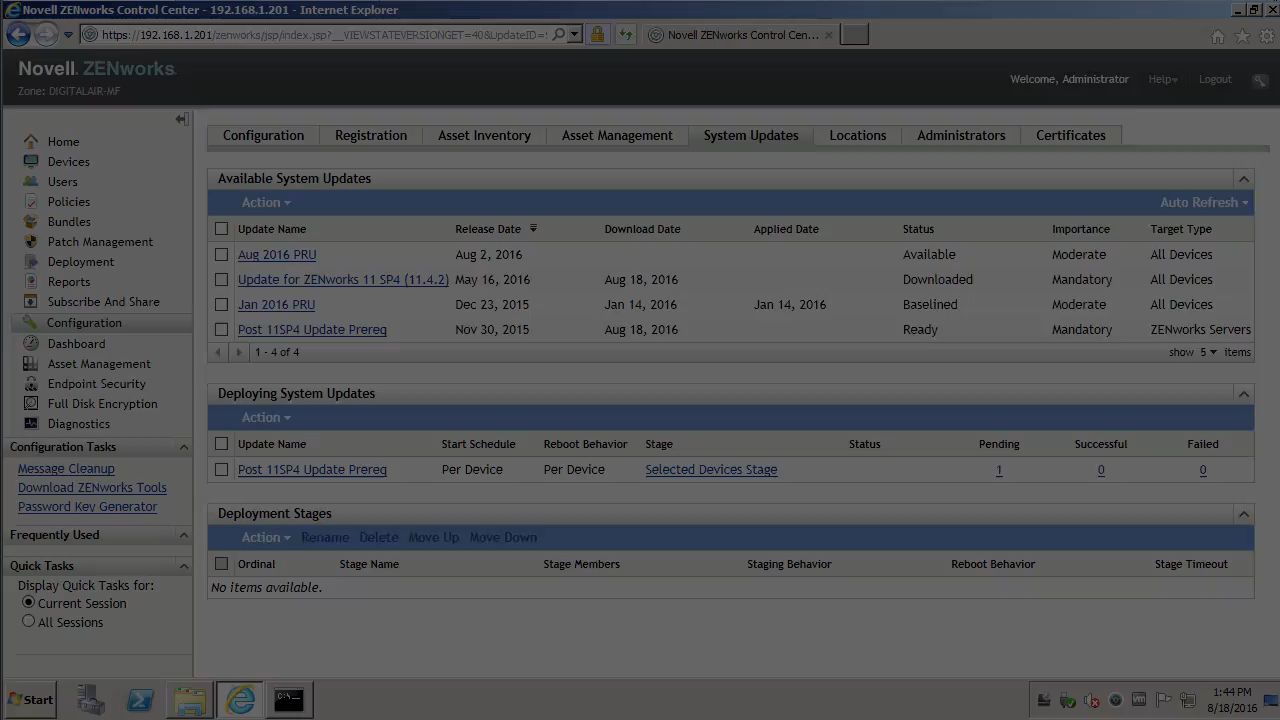 Novell ZENworks Control Center - 192.168.1.201 - Internet Explorer
https://192.168.1.201/zenworks/jsp/index.jsp?__VIEWSTATEVERSIONGET=40&UpdateID=
Novell ZENworks Control Cen...
Novell ZENworks
Zone: DIGITALAIR-MF
Welcome, Administrator Help Logout
Home
Devices
Users
Policies
Bundles
Patch Management
Deployment
Reports
Subscribe And Share
Configuration
Dashboard
Asset Management
Endpoint Security
Full Disk Encryption
Diagnostics
Configuration Tasks
Message Cleanup
Download ZENworks Tools
Password Key Generator
Frequently Used
Quick Tasks
Display Quick Tasks for:
Current Session
All Sessions
Configuration Registration Asset Inventory Asset Management System Updates Locations Administrators Certificates
Available System Updates
Action Auto Refresh
Update Name Release Date Download Date Applied Date Status Importance Target Type
Aug 2016 PRU Aug 2, 2016 Available Moderate All Devices
Update for ZENworks 11 SP4 (11.4.2) May 16, 2016 Aug 18, 2016 Downloaded Mandatory All Devices
Jan 2016 PRU Dec 23, 2015 Jan 14, 2016 Jan 14, 2016 Baselined Moderate All Devices
Post 11SP4 Update Prereq Nov 30, 2015 Aug 18, 2016 Ready Mandatory ZENworks Servers
1 - 4 of 4 show 5 items
Deploying System Updates
Action
Update Name Start Schedule Reboot Behavior Stage Status Pending Successful Failed
Post 11SP4 Update Prereq Per Device Per Device Selected Devices Stage 1 0 0
Deployment Stages
Action Rename Delete Move Up Move Down
Ordinal Stage Name Stage Members Staging Behavior Reboot Behavior Stage Timeout
No items available.
Start
1:44 PM
8/18/2016